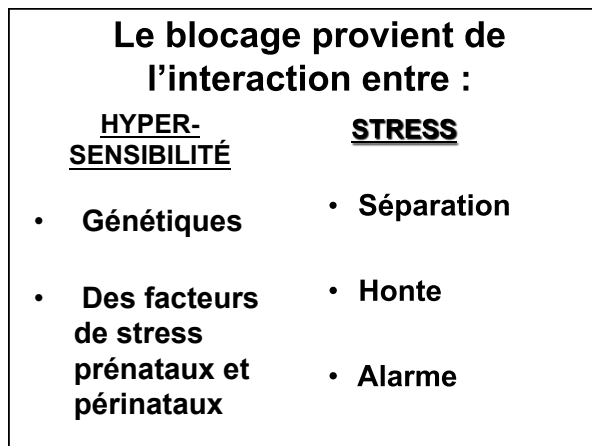 Le blocage provient de
l’interaction entre :
HYPER-
SENSIBILITÉ
• Génétiques
• Des facteurs
de stress
prénataux et
périnataux
STRESS
• Séparation
• Honte
• Alarme